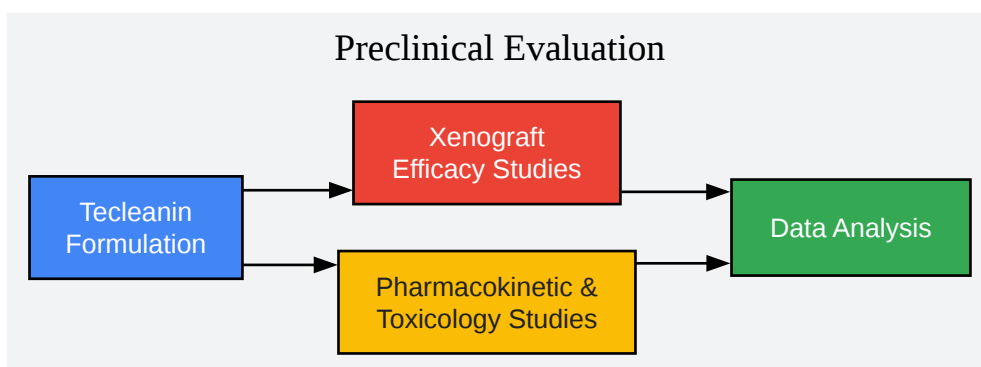 Preclinical Evaluation
Xenograft
Efficacy Studies
Tecleanin
Formulation
Data Analysis
Pharmacokinetic &
Toxicology Studies